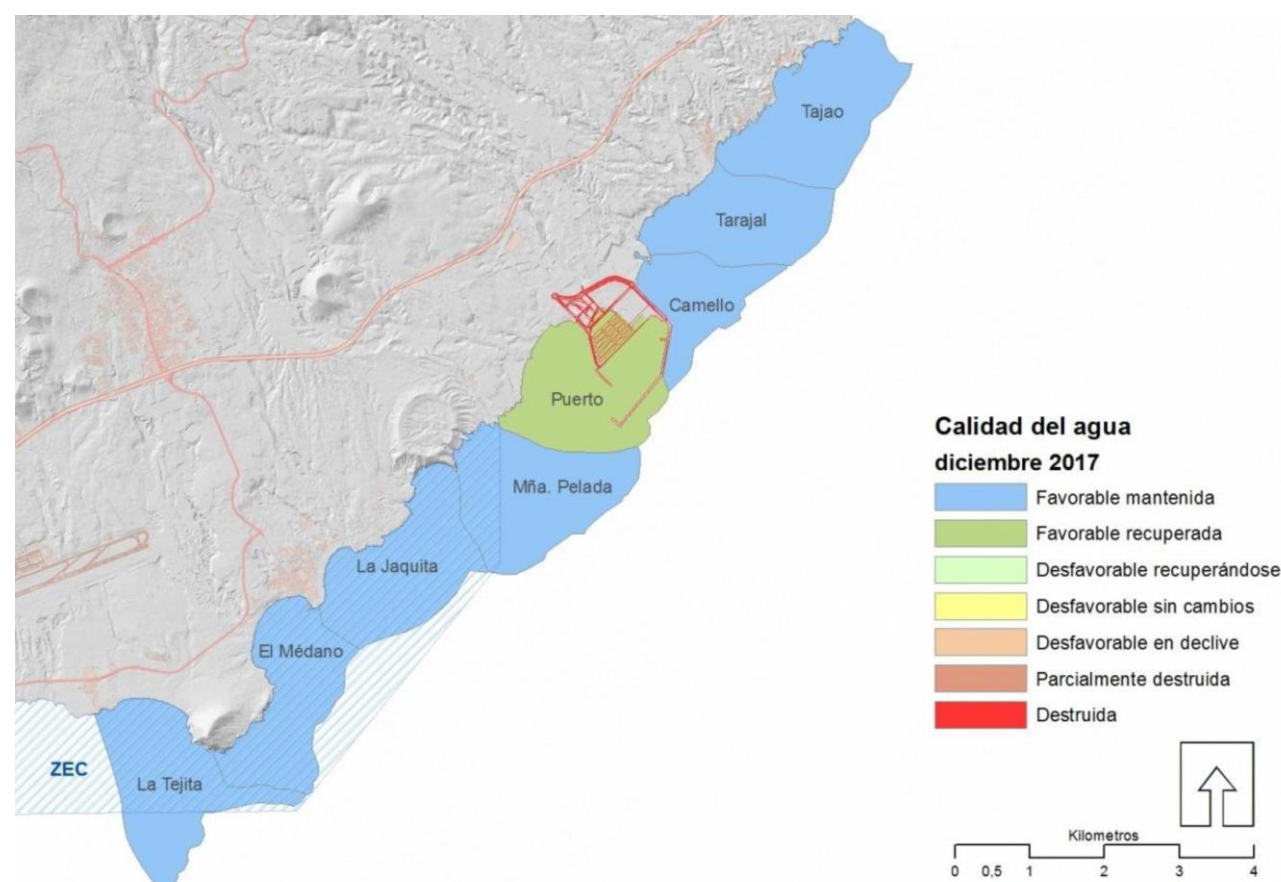 Tajao
Tarajal
Camello
Puerto
Mña. Pelada
La Jaquita
El Médano
ZEC
La Tejita
Calidad del agua
diciembre 2017
Favorable mantenida
Favorable recuperada
Desfavorable recuperándose
Desfavorable sin cambios
Desfavorable en declive
Parcialmente destruida
Destruida
Kilometros
0 0,5 1 2 3 4